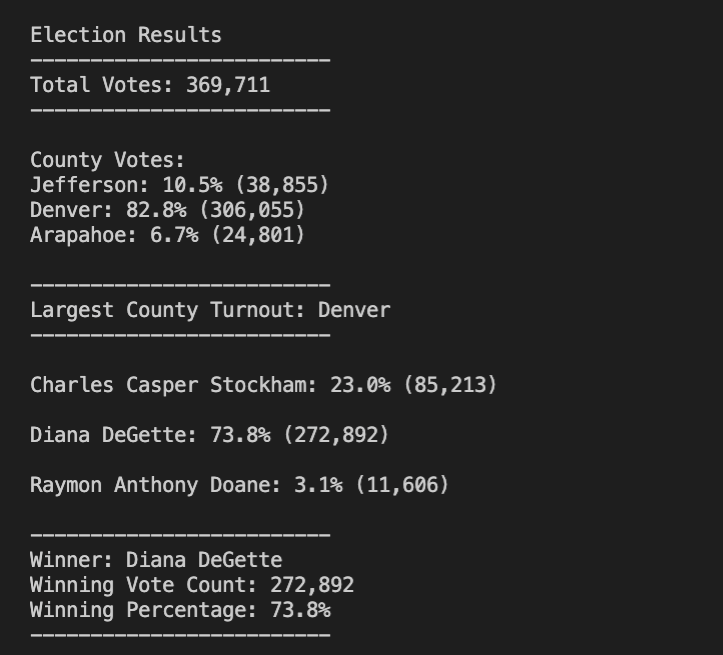 Election Results
-------------------------
Total Votes: 369,711
-------------------------
County Votes:
Jefferson: 10.5% (38,855)
Denver: 82.8% (306,055)
Arapahoe: 6.7% (24,801)
-------------------------
Largest County Turnout: Denver
-------------------------
Charles Casper Stockham: 23.0% (85,213)
Diana DeGette: 73.8% (272,892)
Raymon Anthony Doane: 3.1% (11,606)
-------------------------
Winner: Diana DeGette
Winning Vote Count: 272,892
Winning Percentage: 73.8%
-------------------------